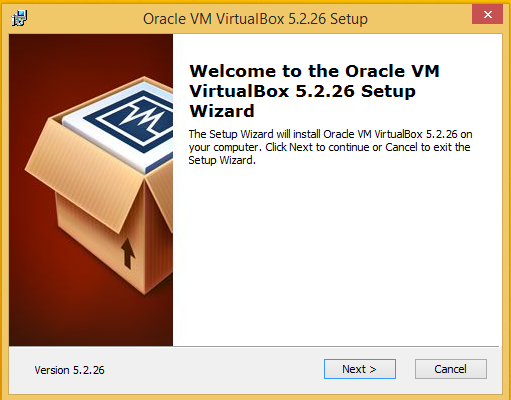 Oracle VM VirtualBox 5.2.26 Setup
Welcome to the Oracle VM
VirtualBox 5.2.26 Setup
Wizard
The Setup Wizard will install Oracle VM VirtualBox 5.2.26 on
your computer. Click Next to continue or Cancel to exit the
Setup Wizard.
Version 5.2.26
Next >
Cancel